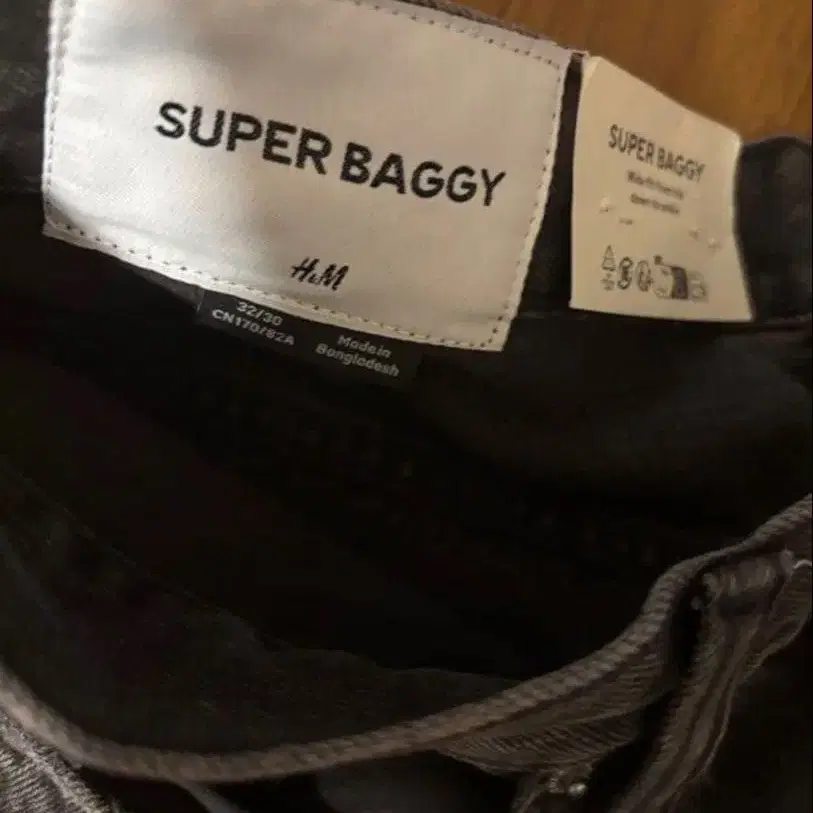 SUPER BAGGY
H&M
32/30
CN170/82A
Made in
Bangladesh
SUPER BAGGY